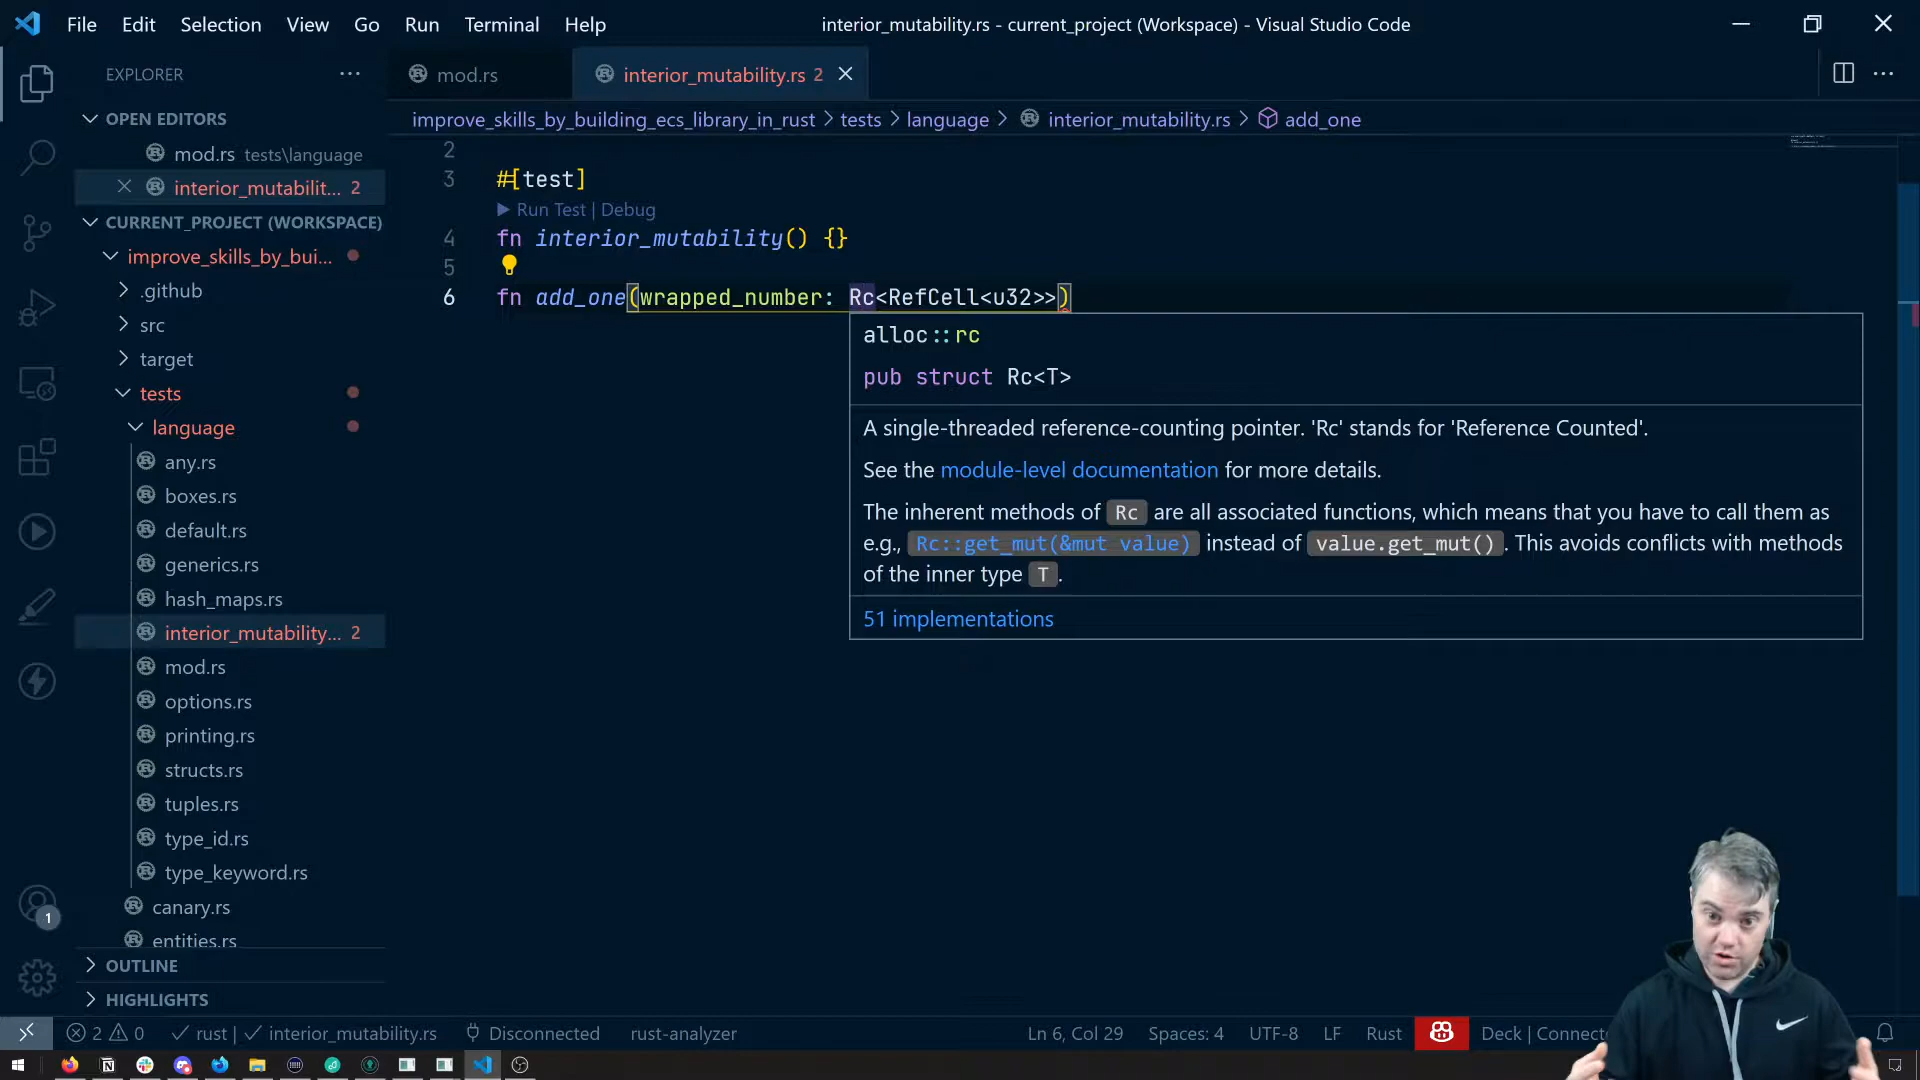 File Edit Selection View Go Run Terminal Help
interior_mutability.rs - current_project (Workspace) - Visual Studio Code
EXPLORER
mod.rs
interior_mutability.rs 2
OPEN EDITORS
mod.rs tests\language
interior_mutabilit... 2
CURRENT_PROJECT (WORKSPACE)
improve_skills_by_bui...
.github
src
target
tests
language
any.rs
boxes.rs
default.rs
generics.rs
hash_maps.rs
interior_mutability... 2
mod.rs
options.rs
printing.rs
structs.rs
tuples.rs
type_id.rs
type_keyword.rs
canary.rs
entities.rs
OUTLINE
HIGHLIGHTS
improve_skills_by_building_ecs_library_in_rust > tests > language > interior_mutability.rs > add_one
2
3 #[test]
Run Test | Debug
4 fn interior_mutability() {}
5
6 fn add_one(wrapped_number: Rc<RefCell<u32>>)
alloc::rc
pub struct Rc<T>
A single-threaded reference-counting pointer. 'Rc' stands for 'Reference Counted'.
See the module-level documentation for more details.
The inherent methods of Rc are all associated functions, which means that you have to call them as
e.g., Rc::get_mut(&mut value) instead of value.get_mut(). This avoids conflicts with methods
of the inner type T.
51 implementations
1
2 0 rust | interior_mutability.rs Disconnected rust-analyzer
Ln 6, Col 29 Spaces: 4 UTF-8 LF Rust Deck | Connect